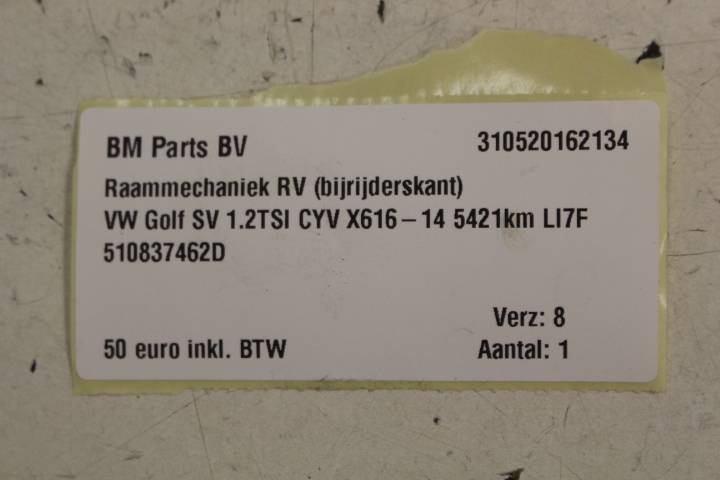 BM Parts BV 310520162134
Raammechaniek RV (bijrijderskant)
VW Golf SV 1.2TSI CYV X616-14 5421km LI7F
510837462D
Verz: 8
50 euro inkl. BTW Aantal: 1